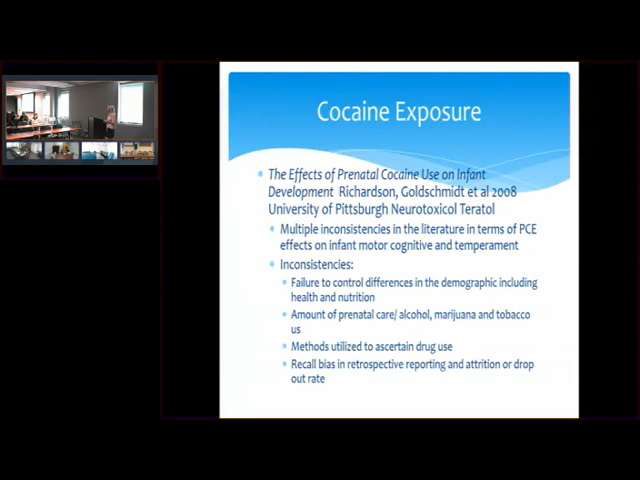 Cocaine Exposure
The Effects of Prenatal Cocaine Use on Infant
Development Richardson, Goldschmidt et al 2008
University of Pittsburgh Neurotoxicol Teratol
Multiple inconsistencies in the literature in terms of PCE
effects on infant motor cognitive and temperament
Inconsistencies:
Failure to control differences in the demographic including
health and nutrition
Amount of prenatal care/ alcohol, marijuana and tobacco
us
Methods utilized to ascertain drug use
Recall bias in retrospective reporting and attrition or drop
out rate